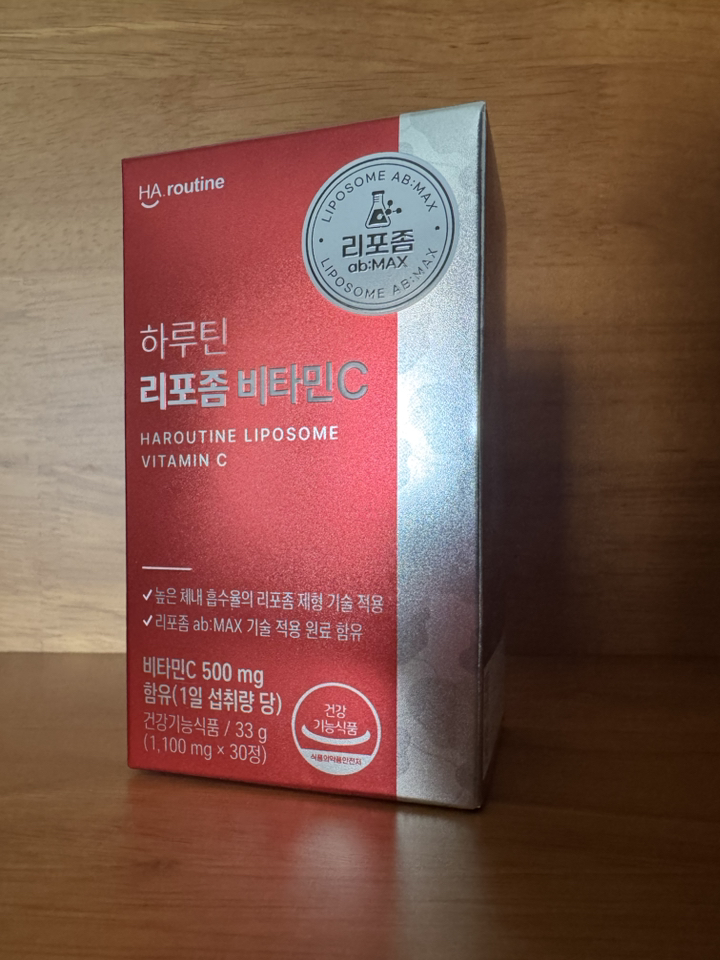 HA.routine
LIPOSOME AB:MAX
리포좀
ab:MAX
LIPOSOME AB:MAX
하루틴
리포좀 비타민C
HAROUTINE LIPOSOME
VITAMIN C
✓높은 체내 흡수율의 리포좀 제형 기술 적용
✓리포좀 ab:MAX 기술 적용 원료 함유
비타민C 500 mg
함유(1일 섭취량 당)
건강기능식품 / 33 g
(1,100 mg × 30정)
건강
기능식품
식품의약품안전처